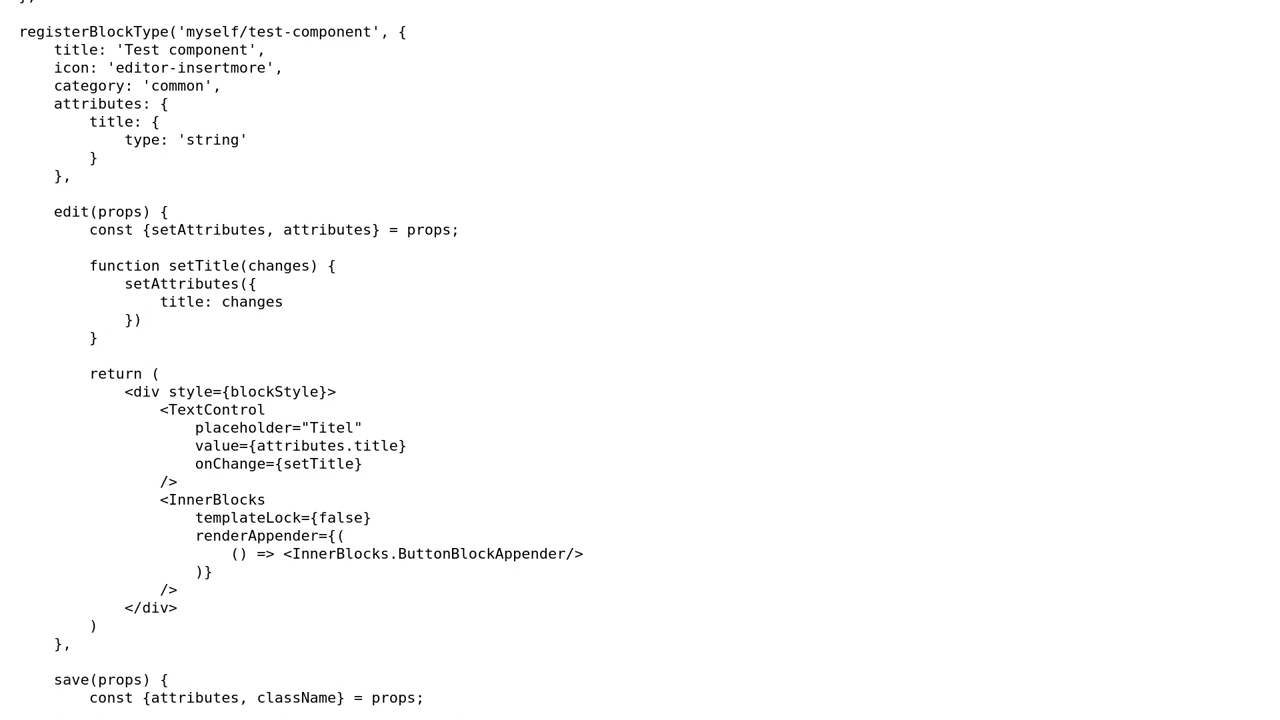 },
registerBlockType('myself/test-component', {
    title: 'Test component',
    icon: 'editor-insertmore',
    category: 'common',
    attributes: {
        title: {
            type: 'string'
        }
    },

    edit(props) {
        const {setAttributes, attributes} = props;

        function setTitle(changes) {
            setAttributes({
                title: changes
            })
        }

        return (
            <div style={blockStyle}>
                <TextControl
                    placeholder="Titel"
                    value={attributes.title}
                    onChange={setTitle}
                />
                <InnerBlocks
                    templateLock={false}
                    renderAppender={(
                        () => <InnerBlocks.ButtonBlockAppender/>
                    )}
                />
            </div>
        )
    },

    save(props) {
        const {attributes, className} = props;